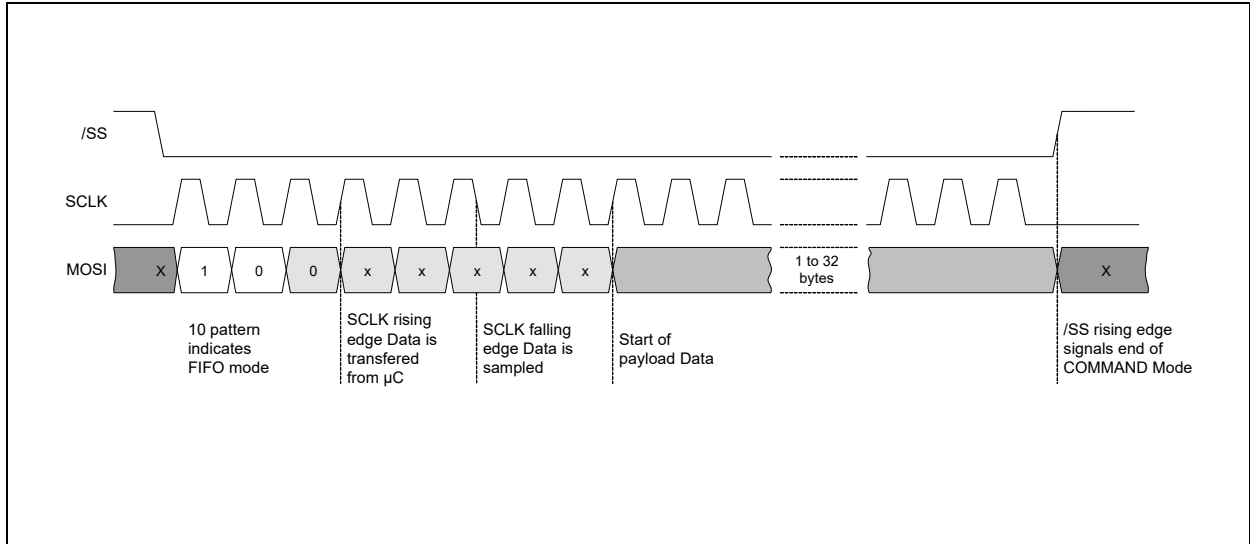 /SS
SCLK
MOSI
X 1 0 0 x x x x x
1 to 32
bytes
X
10 pattern
indicates
FIFO mode
SCLK rising
edge Data is
transfered
from µC
SCLK falling
edge Data is
sampled
Start of
payload Data
/SS rising edge
signals end of
COMMAND Mode